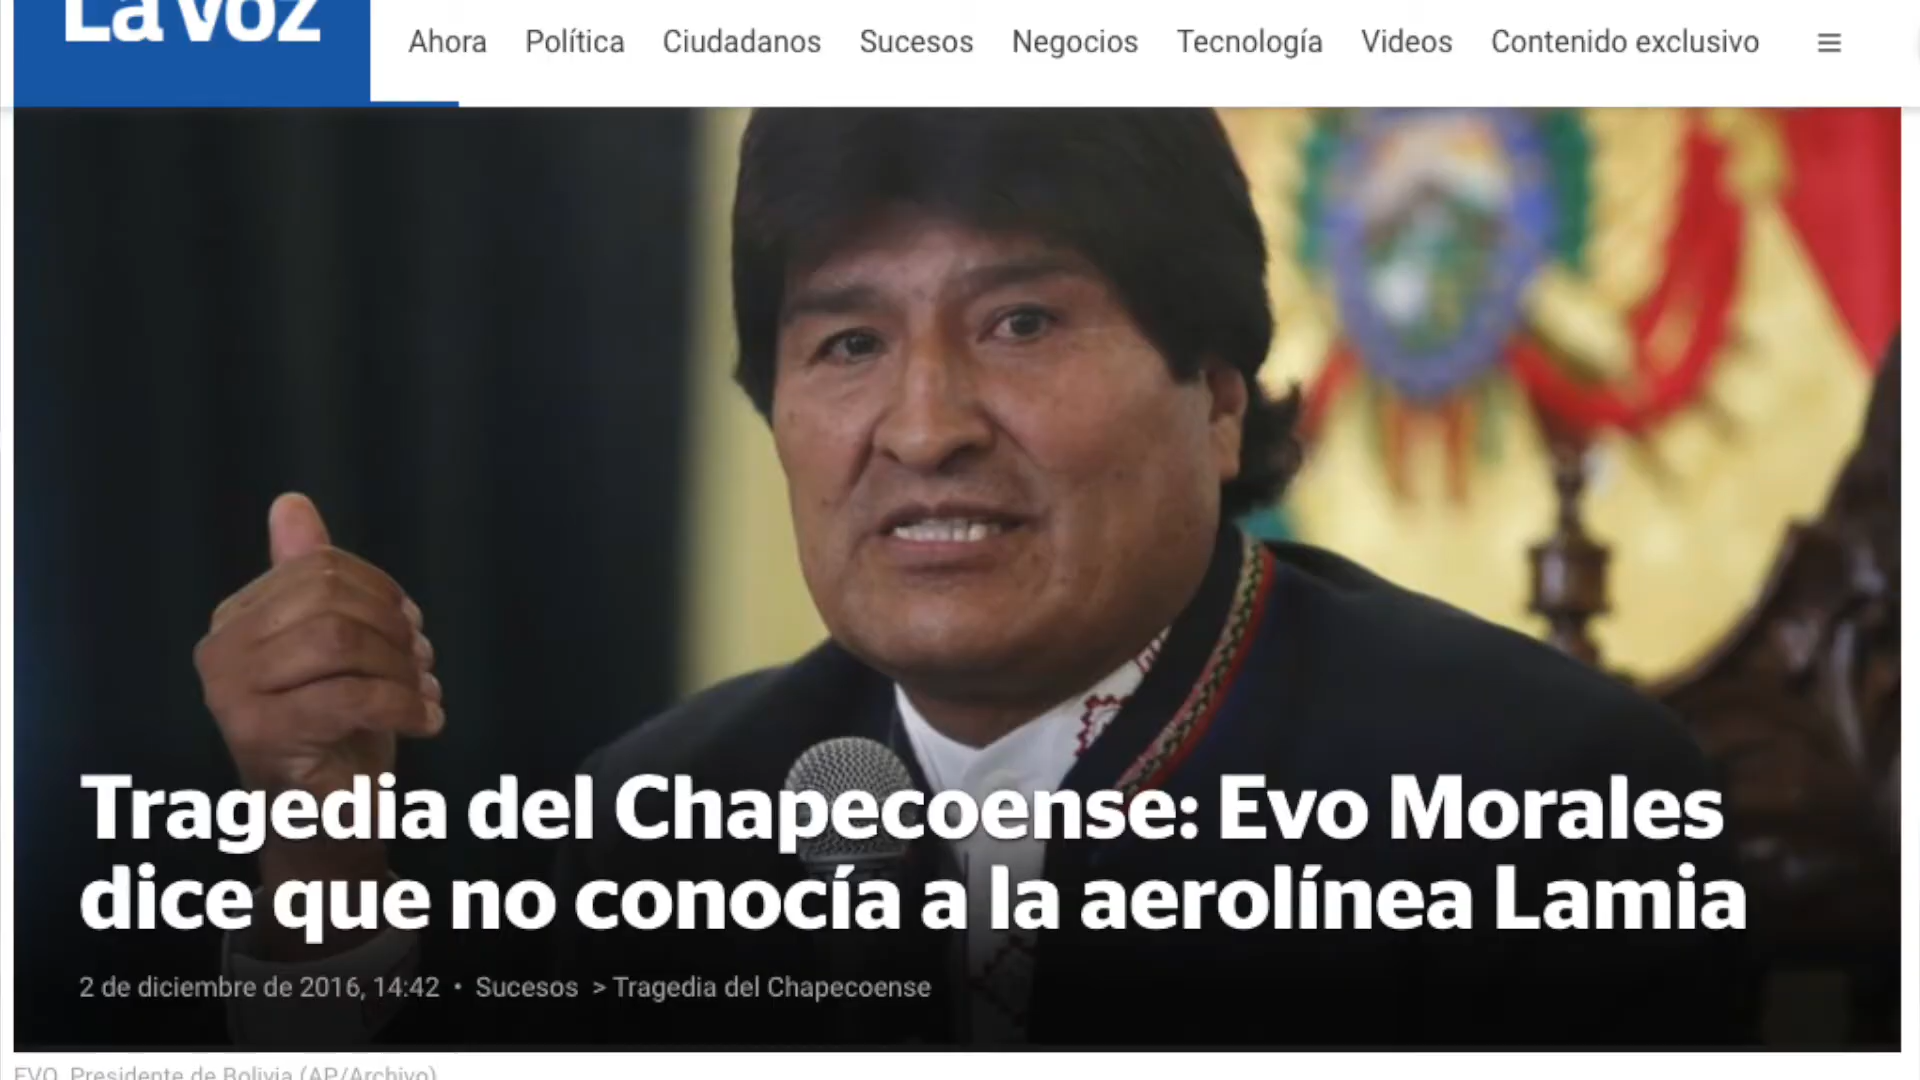 La Voz
Ahora Política Ciudadanos Sucesos Negocios Tecnología Videos Contenido exclusivo
Tragedia del Chapecoense: Evo Morales
dice que no conocía a la aerolínea Lamia
2 de diciembre de 2016, 14:42 • Sucesos > Tragedia del Chapecoense
EVO. Presidente de Bolivia (AP/Archivo)